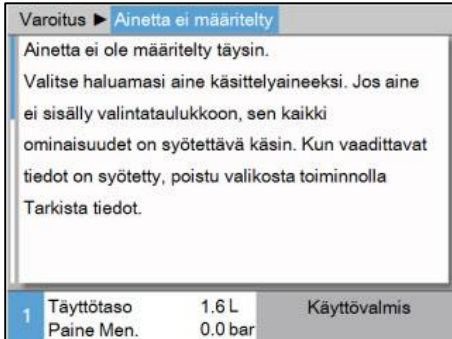 Varoitus ► Ainetta ei määritelty
Ainetta ei ole määritelty täysin.
Valitse haluamasi aine käsittelyaineeksi. Jos aine
ei sisälly valintataulukkoon, sen kaikki
ominaisuudet on syötettävä käsin. Kun vaadittavat
tiedot on syötetty, poistu valikosta toiminnolla
Tarkista tiedot.
1 Täyttötaso 1.6 L Käyttövalmis
Paine Men. 0.0 bar